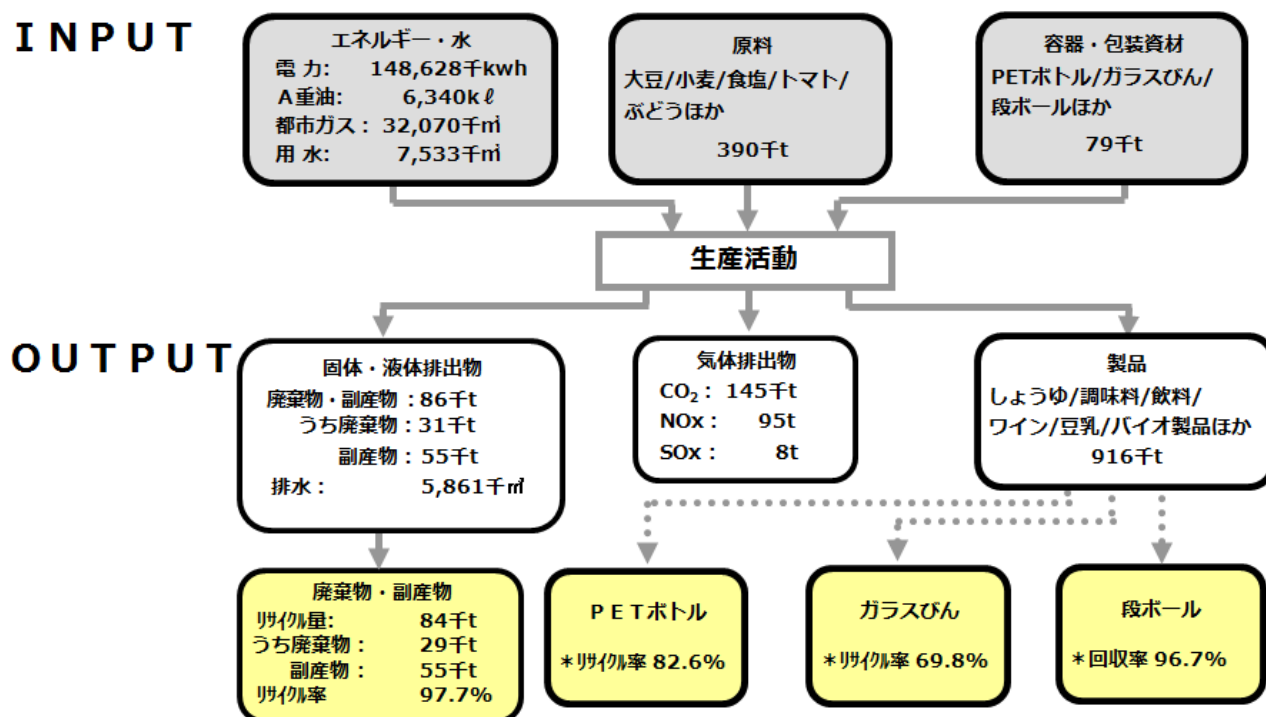 INPUT
エネルギー・水
電 力: 148,628千kwh
A重油: 6,340kℓ
都市ガス: 32,070千㎥
用 水: 7,533千㎥
原料
大豆/小麦/食塩/トマト/
ぶどうほか
390千t
容器・包装資材
PETボトル/ガラスびん/
段ボールほか
79千t
生産活動
OUTPUT
固体・液体排出物
廃棄物・副産物:86千t
うち廃棄物:31千t
副産物:55千t
排水: 5,861千㎥
気体排出物
CO₂: 145千t
NOx: 95t
SOx: 8t
製品
しょうゆ/調味料/飲料/
ワイン/豆乳/バイオ製品ほか
916千t
廃棄物・副産物
ﾘｻｲｸﾙ量: 84千t
うち廃棄物: 29千t
副産物: 55千t
ﾘｻｲｸﾙ率 97.7%
PETボトル
*ﾘｻｲｸﾙ率 82.6%
ガラスびん
*ﾘｻｲｸﾙ率 69.8%
段ボール
*回収率 96.7%